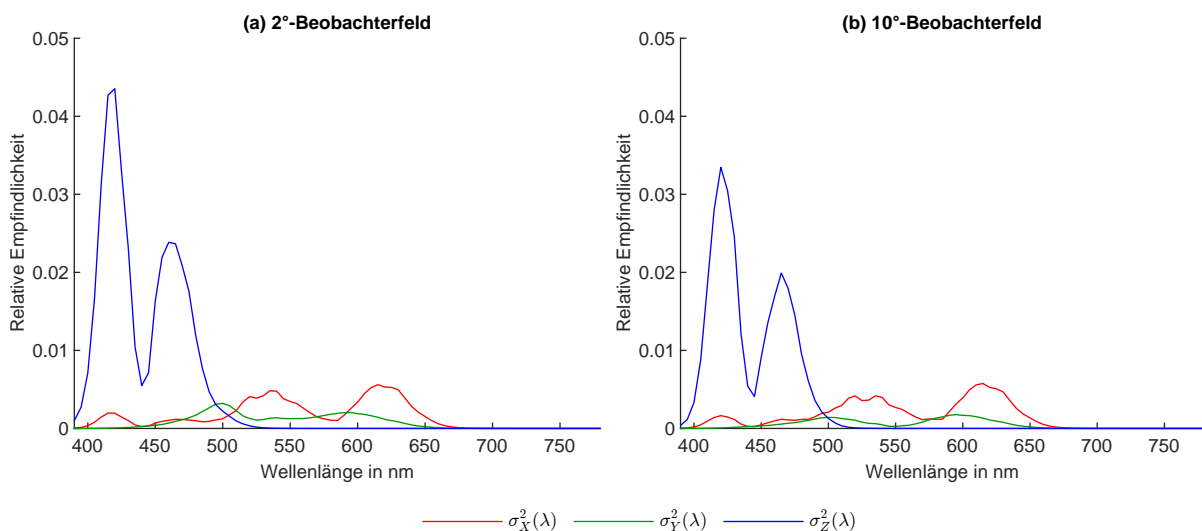 (a) 2°-Beobachterfeld
0.05
0.04
0.03
0.02
0.01
0
Relative Empfindlichkeit
400 450 500 550 600 650 700 750
Wellenlänge in nm
(b) 10°-Beobachterfeld
0.05
0.04
0.03
0.02
0.01
0
Relative Empfindlichkeit
400 450 500 550 600 650 700 750
Wellenlänge in nm
σ²_X(λ) σ²_Y(λ) σ²_Z(λ)